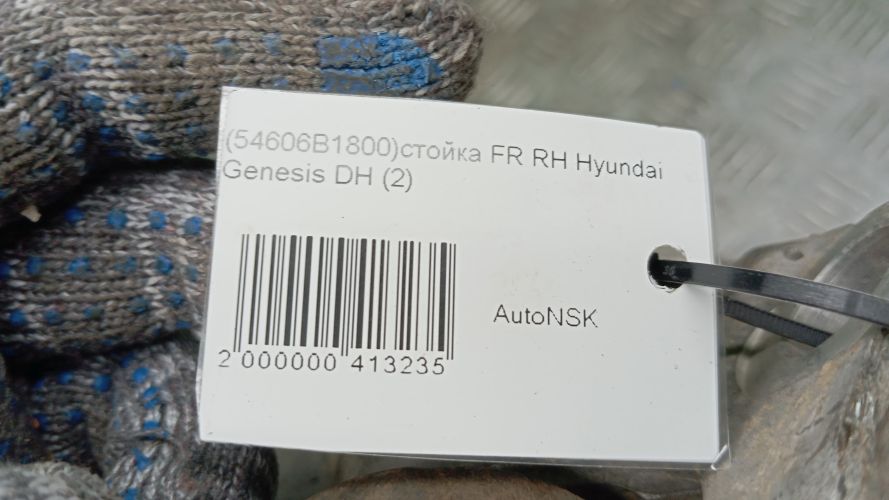 (54606B1800)стойка FR RH Hyundai
Genesis DH (2)
AutoNSK
2 000000 413235